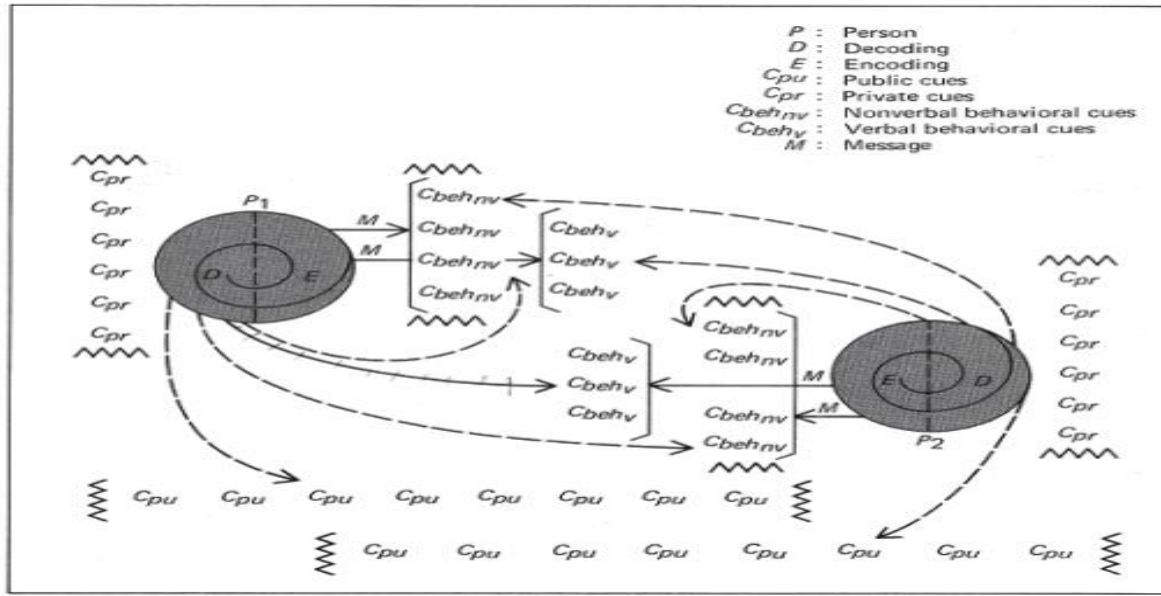 P : Person
D : Decoding
E : Encoding
Cpu : Public cues
Cpr : Private cues
Cbehnv : Nonverbal behavioral cues
Cbehv : Verbal behavioral cues
M : Message
Cpr
Cpr
Cpr
Cpr
Cpr
Cpr
P1
D E
M
M
Cbehnv
Cbehnv
Cbehnv
Cbehnv
Cbehv
Cbehv
Cbehv
Cbehv
Cbehv
Cbehv
Cbehnv
Cbehnv
Cbehnv
Cbehnv
M
M
E D
P2
Cpr
Cpr
Cpr
Cpr
Cpr
Cpr
Cpu Cpu Cpu Cpu Cpu Cpu Cpu Cpu
Cpu Cpu Cpu Cpu Cpu Cpu Cpu Cpu